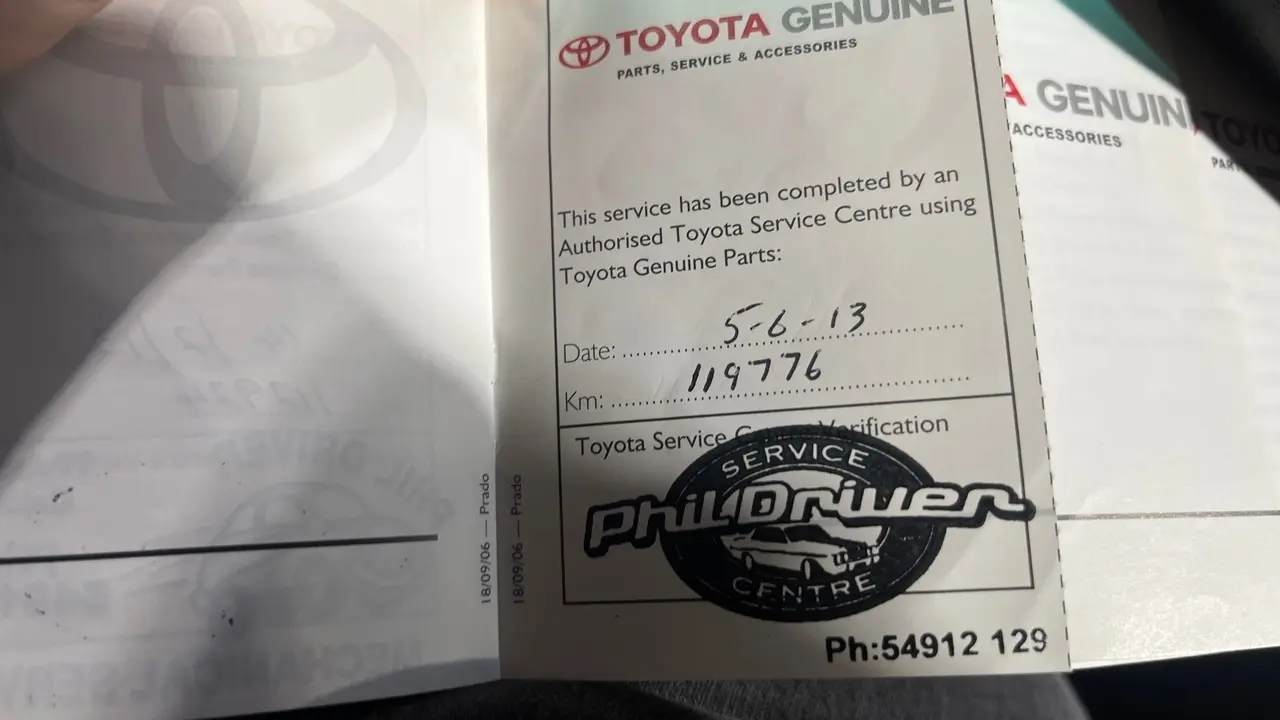 TOYOTA GENUINE
PARTS, SERVICE & ACCESSORIES
This service has been completed by an
Authorised Toyota Service Centre using
Toyota Genuine Parts:
Date: 5-6-13
Km: 119776
Toyota Service Verification
SERVICE
Phil Driver
CENTRE
Ph:54912 129
18/09/06 — Prado
18/09/06 — Prado
A GENUIN
ACCESSORIES
TOYO
PAR